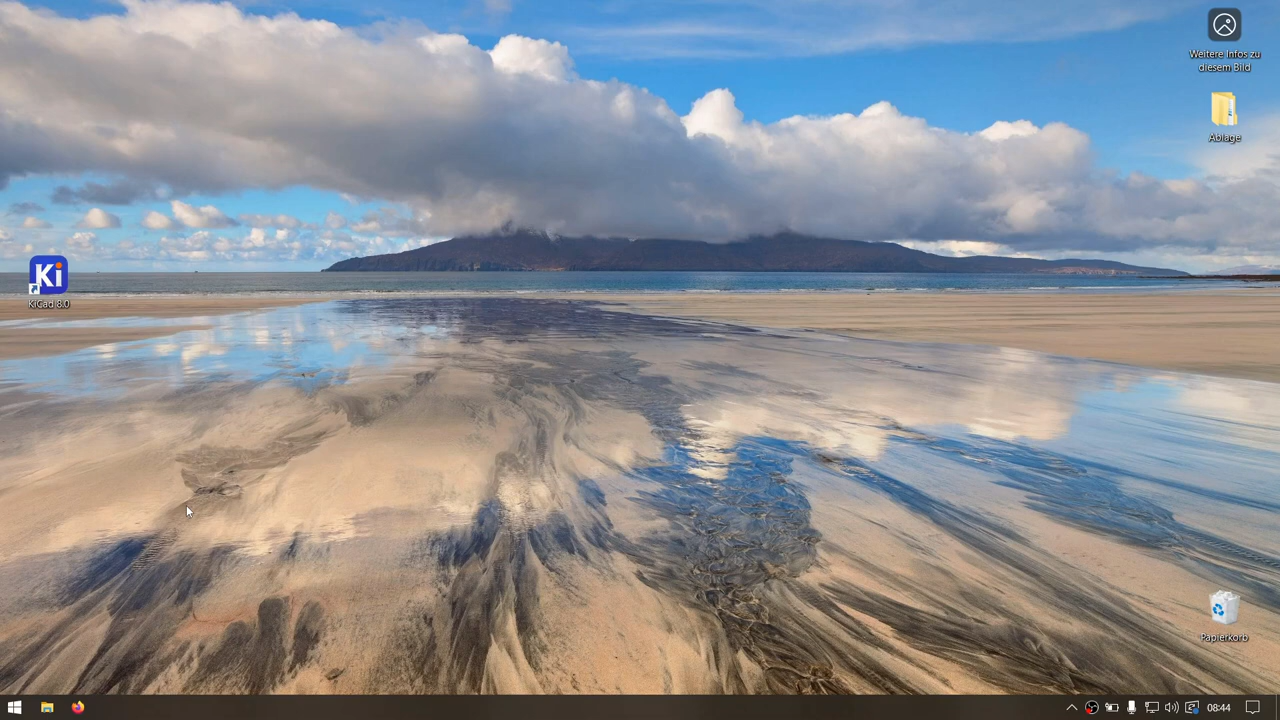 Weitere Infos zu
diesem Bild
Ablage
Ki
KiCad 8.0
Papierkorb
08:44